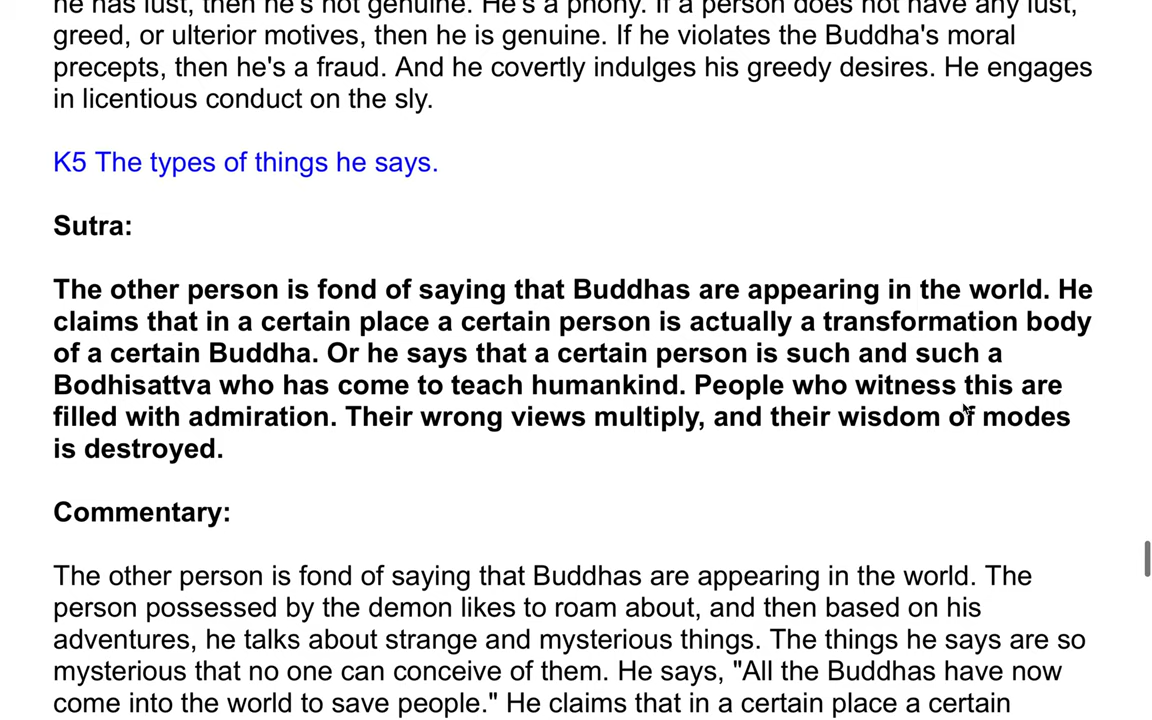 he has lust, then he's not genuine. He's a phony. If a person does not have any lust,
greed, or ulterior motives, then he is genuine. If he violates the Buddha's moral
precepts, then he's a fraud. And he covertly indulges his greedy desires. He engages
in licentious conduct on the sly.
K5 The types of things he says.
Sutra:
The other person is fond of saying that Buddhas are appearing in the world. He
claims that in a certain place a certain person is actually a transformation body
of a certain Buddha. Or he says that a certain person is such and such a
Bodhisattva who has come to teach humankind. People who witness this are
filled with admiration. Their wrong views multiply, and their wisdom of modes
is destroyed.
Commentary:
The other person is fond of saying that Buddhas are appearing in the world. The
person possessed by the demon likes to roam about, and then based on his
adventures, he talks about strange and mysterious things. The things he says are so
mysterious that no one can conceive of them. He says, "All the Buddhas have now
come into the world to save people." He claims that in a certain place a certain